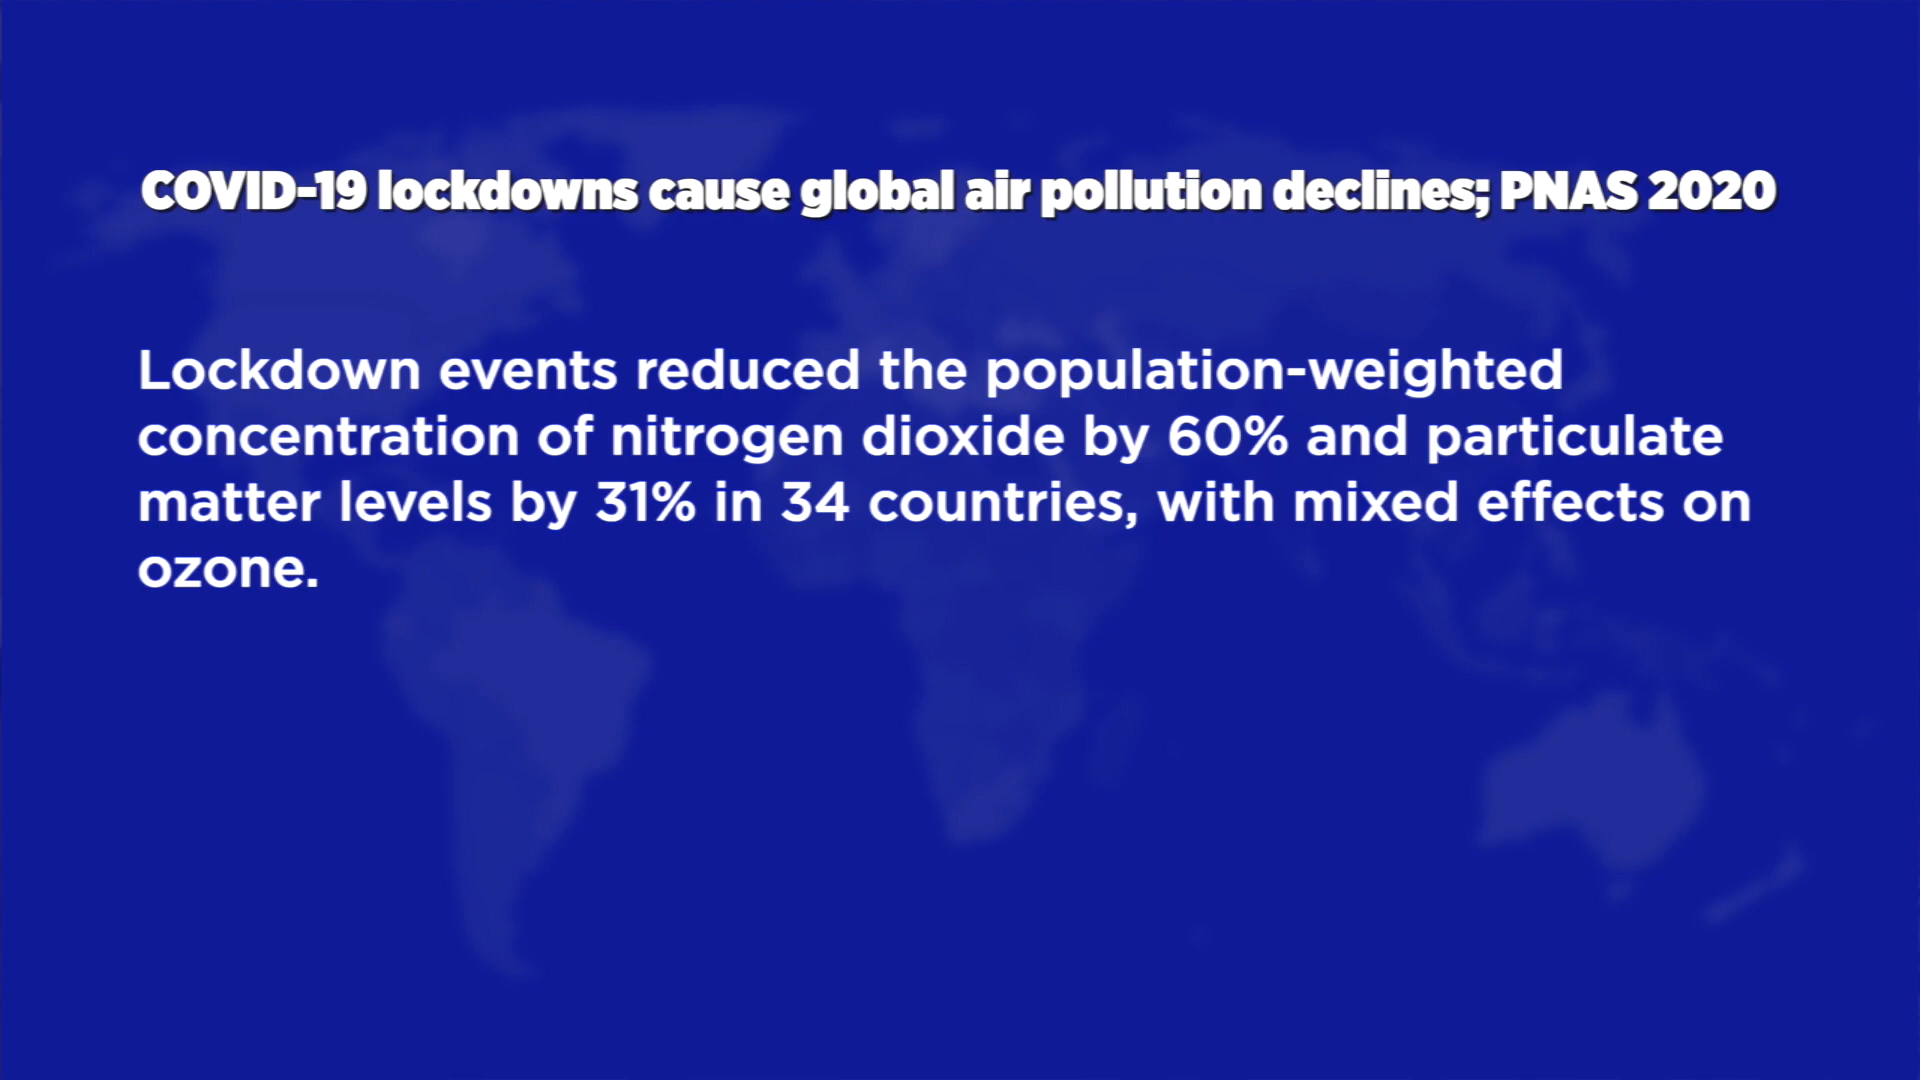 COVID-19 lockdowns cause global air pollution declines; PNAS 2020
Lockdown events reduced the population-weighted
concentration of nitrogen dioxide by 60% and particulate
matter levels by 31% in 34 countries, with mixed effects on
ozone.